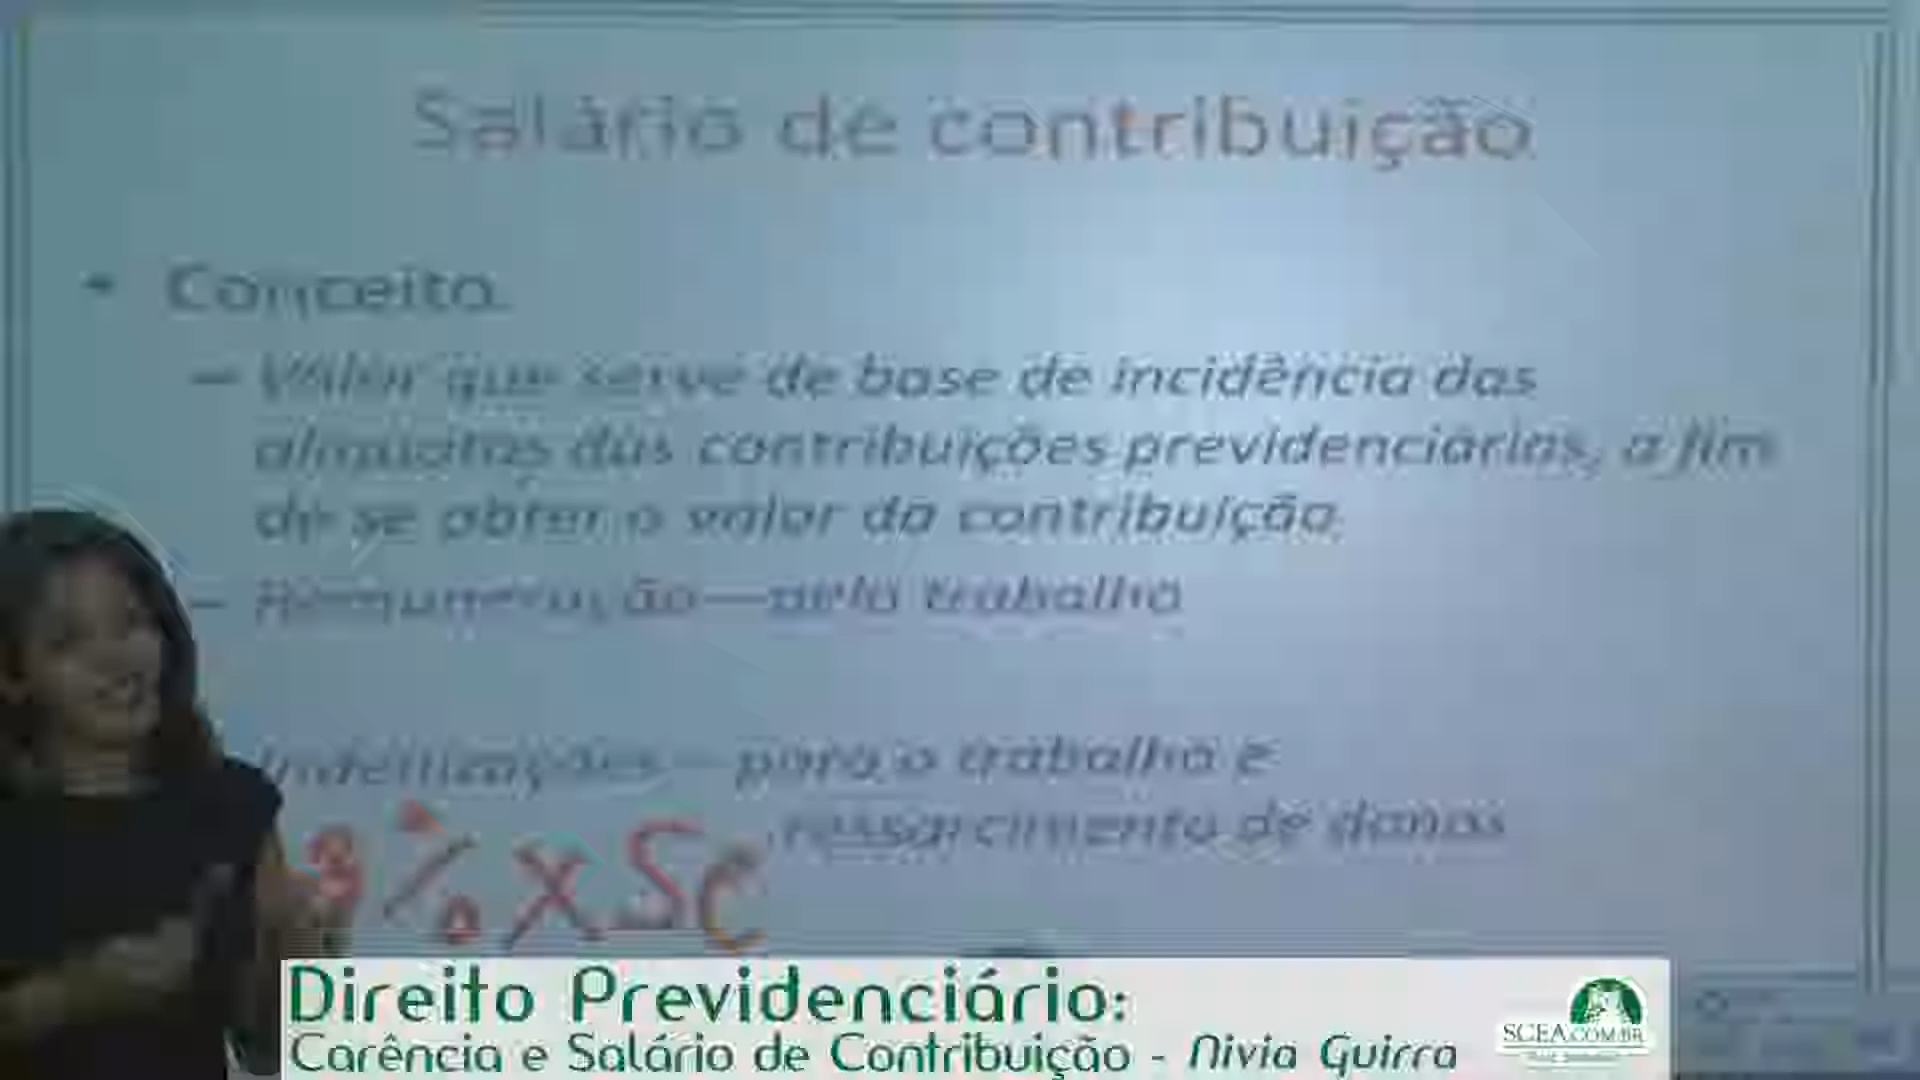 Salário de contribuição
• Conceito.
– Valor que serve de base de incidência das
alíquotas das contribuições previdenciárias, a fim
de se obter o valor da contribuição.
– Remuneração – pelo trabalho
Indenizações – para o trabalho e
ressarcimento de danos
% x Sc
Direito Previdenciário:
Carência e Salário de Contribuição - Nivia Guirra
SCEA.COM.BR